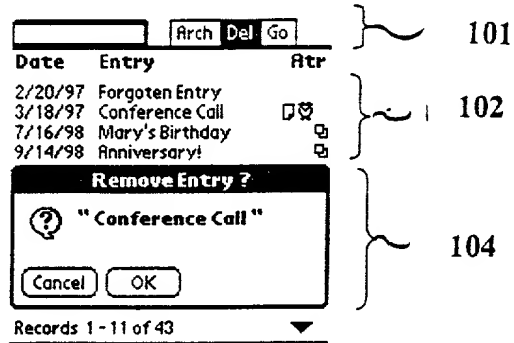 Arch Del Go 101
Date Entry Atr
2/20/97 Forgoten Entry
3/18/97 Conference Call 102
7/16/98 Mary's Birthday
9/14/98 Anniversary!
Remove Entry ?
" Conference Call "
104
Cancel OK
Records 1 - 11 of 43